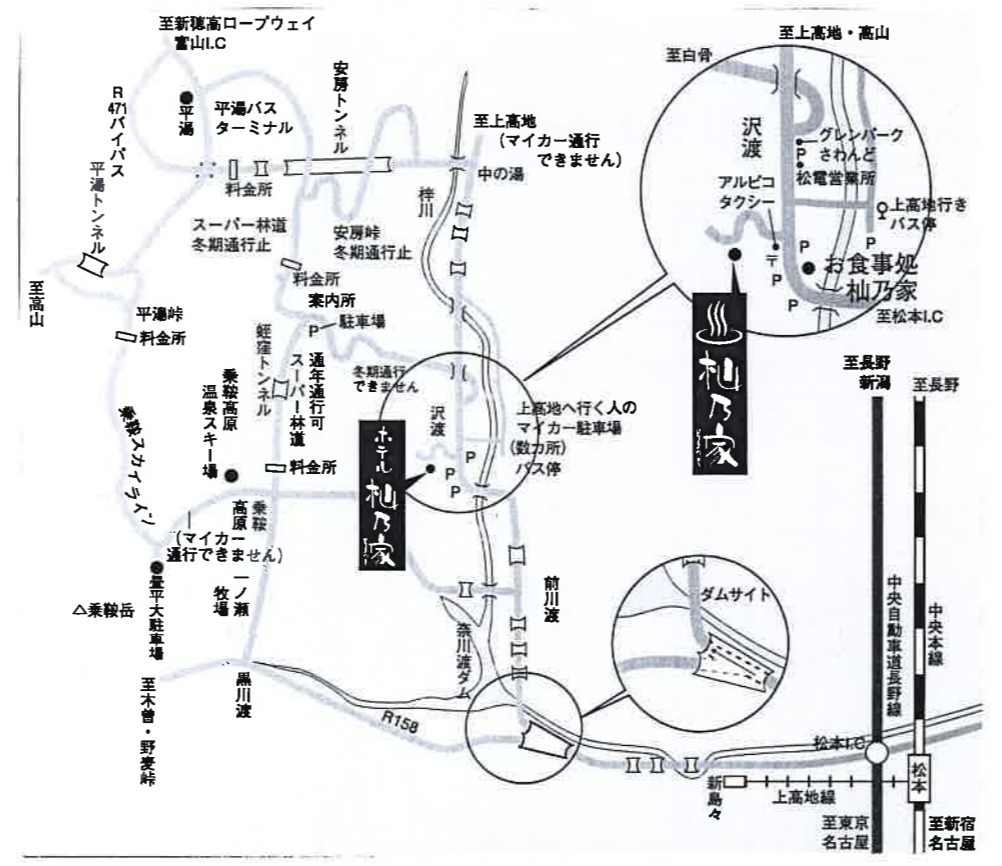 至新穂高ロープウェイ
富山I.C
R471バイパス
平湯
平湯バス
ターミナル
安房トンネル
至上高地
(マイカー通行
できません)
中の湯
料金所
平湯トンネル
スーパー林道
冬期通行止
安房峠
冬期通行止
梓川
料金所
至高山
案内所
P
駐車場
平湯峠
料金所
蛭窪トンネル
通年通行可
スーパー林道
乗鞍高原
温泉スキー場
冬期通行
できません
沢渡
上高地へ行く人の
マイカー駐車場
(数カ所)
バス停
P
P
P
ホテル杣乃家
乗鞍スカイライン
料金所
乗鞍
高原
(マイカー
通行できません)
畳平大駐車場
△乗鞍岳
一ノ瀬
牧場
前川渡
奈川渡ダム
ダムサイト
至木曽・野麦峠
黒川渡
R158
至上高地・高山
至白骨
沢渡
グレンパーク
さわんど
P
松電営業所
アルピコ
タクシー
上高地行き
バス停
〒
P
P
P
P
お食事処
杣乃家
至松本I.C
♨杣乃家
至長野
新潟
至長野
中央自動車道長野線
中央本線
松本I.C
松本
新島々
上高地線
至東京
名古屋
至新宿
名古屋